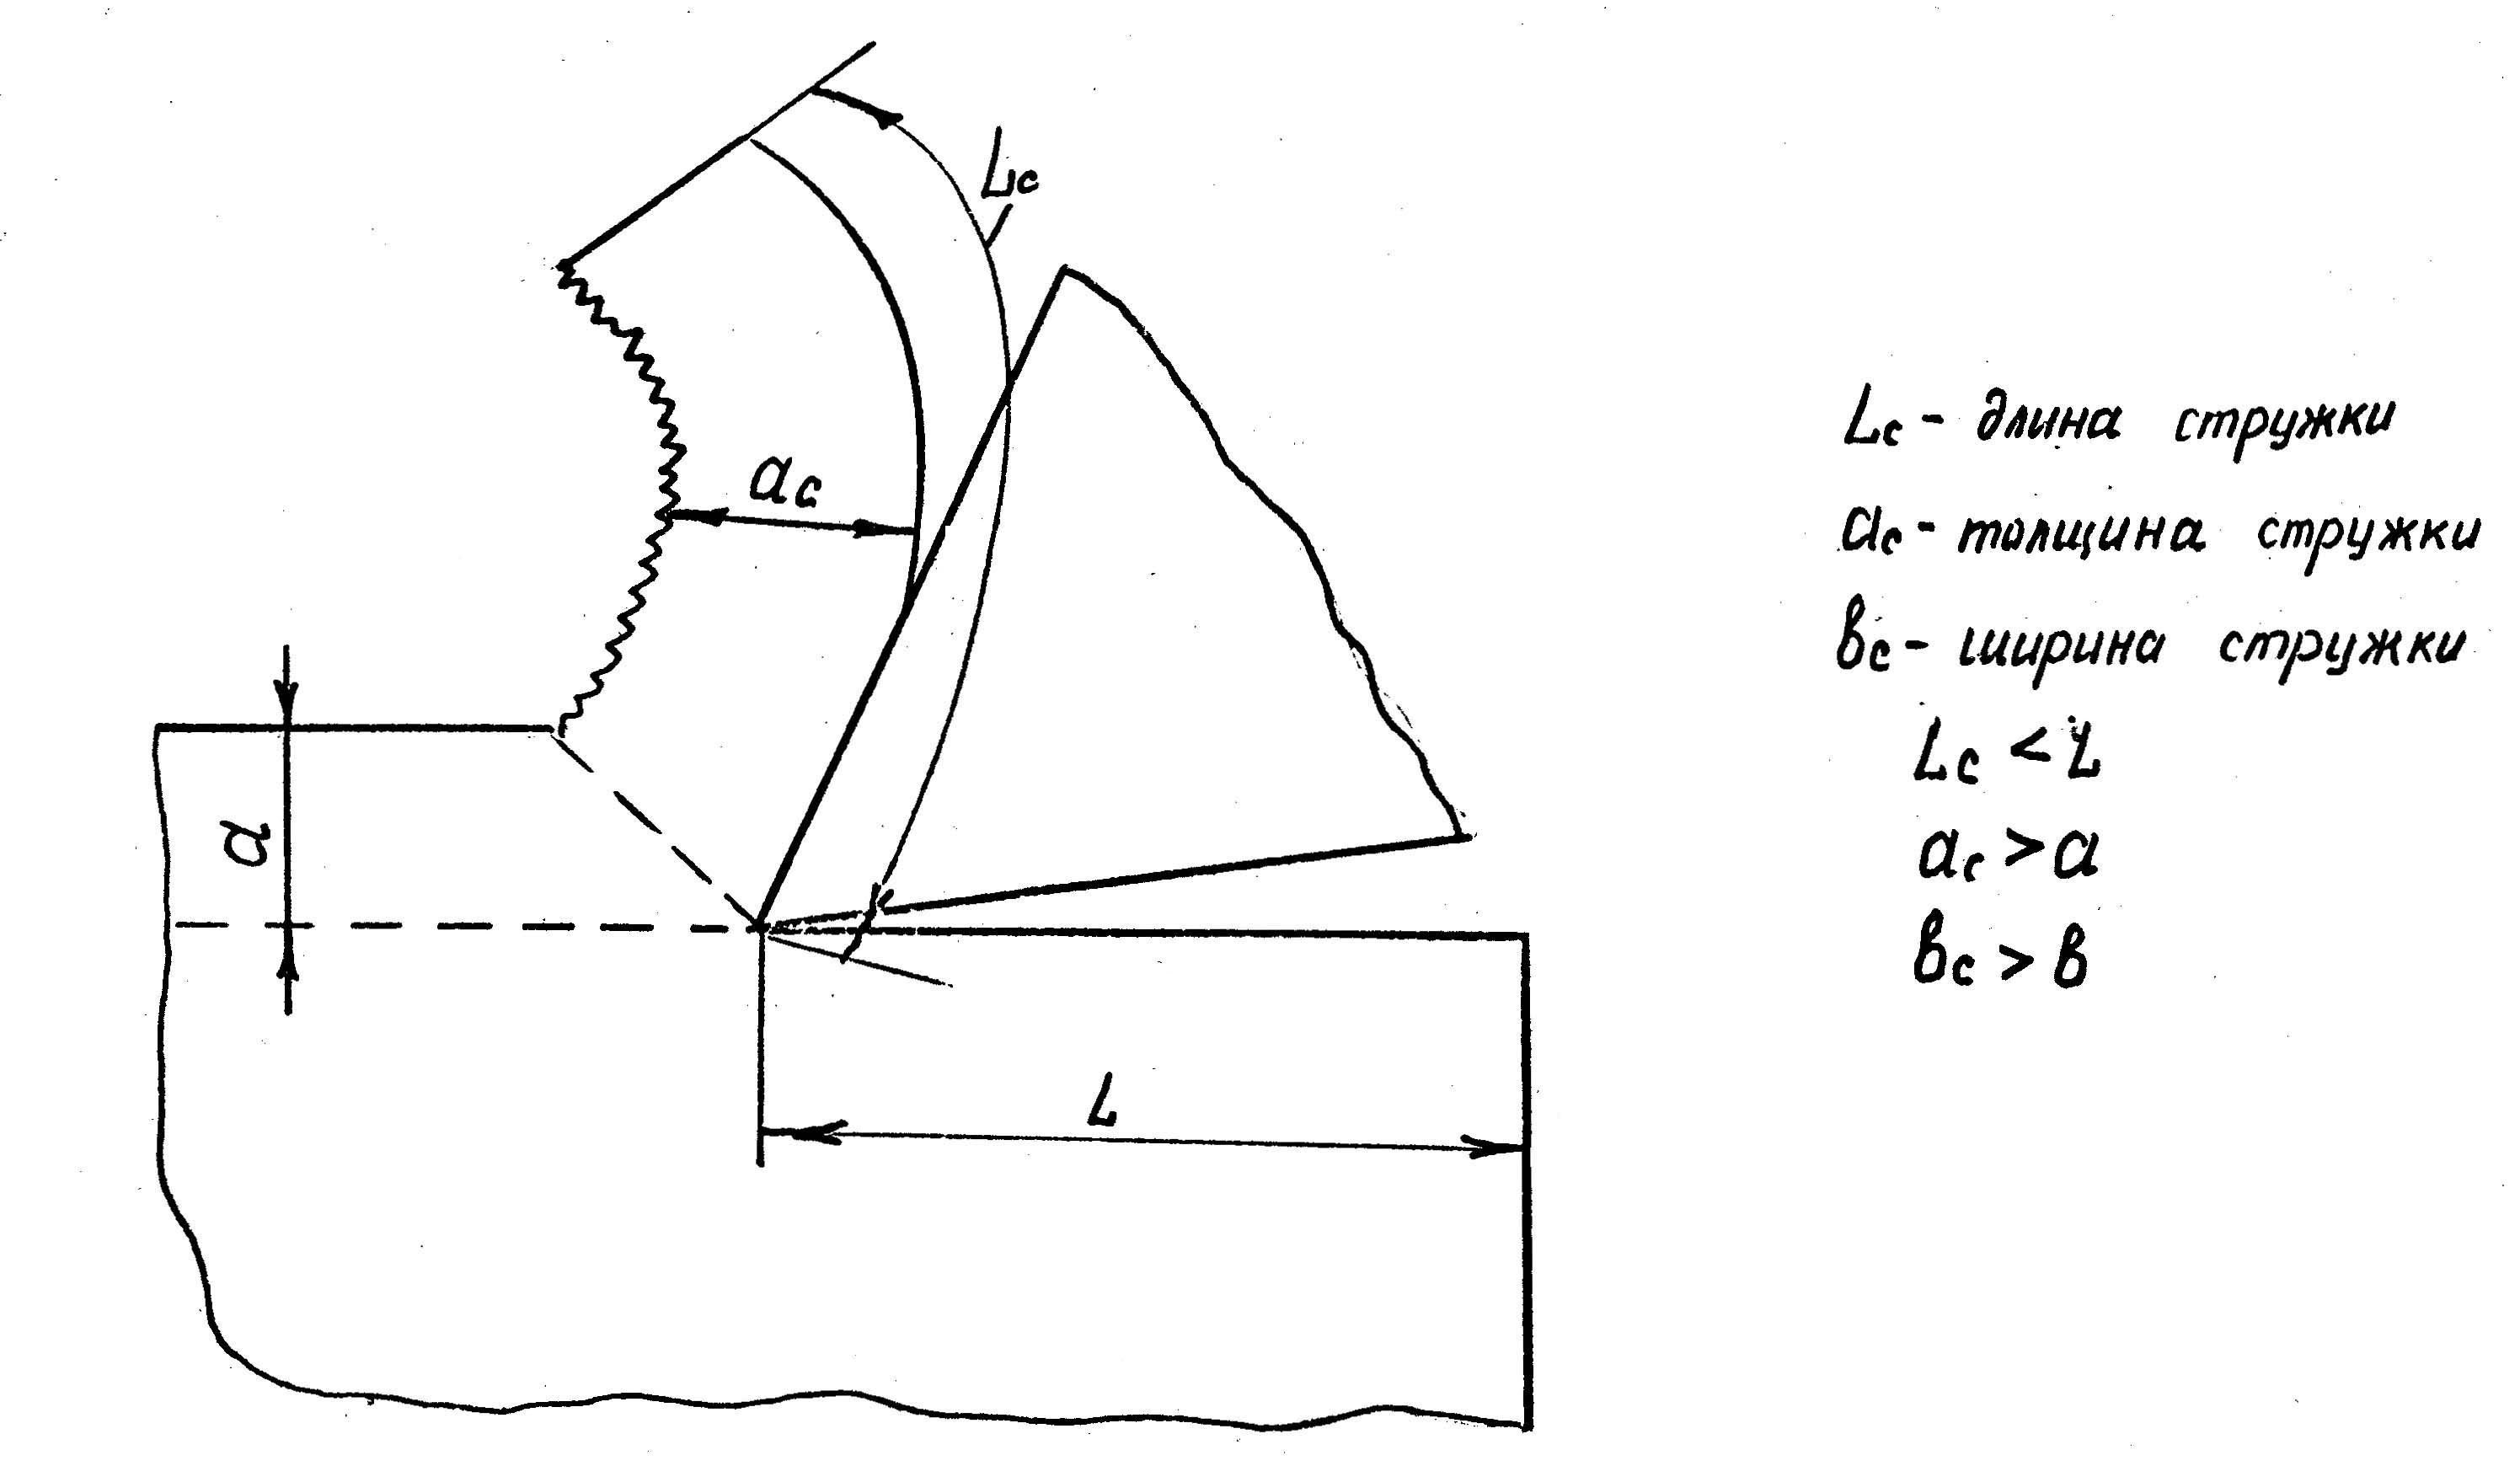 Lc
ac
a
L
Lc - длина стружки
ac - толщина стружки
вc - ширина стружки
Lc < L
ac > a
вc > в